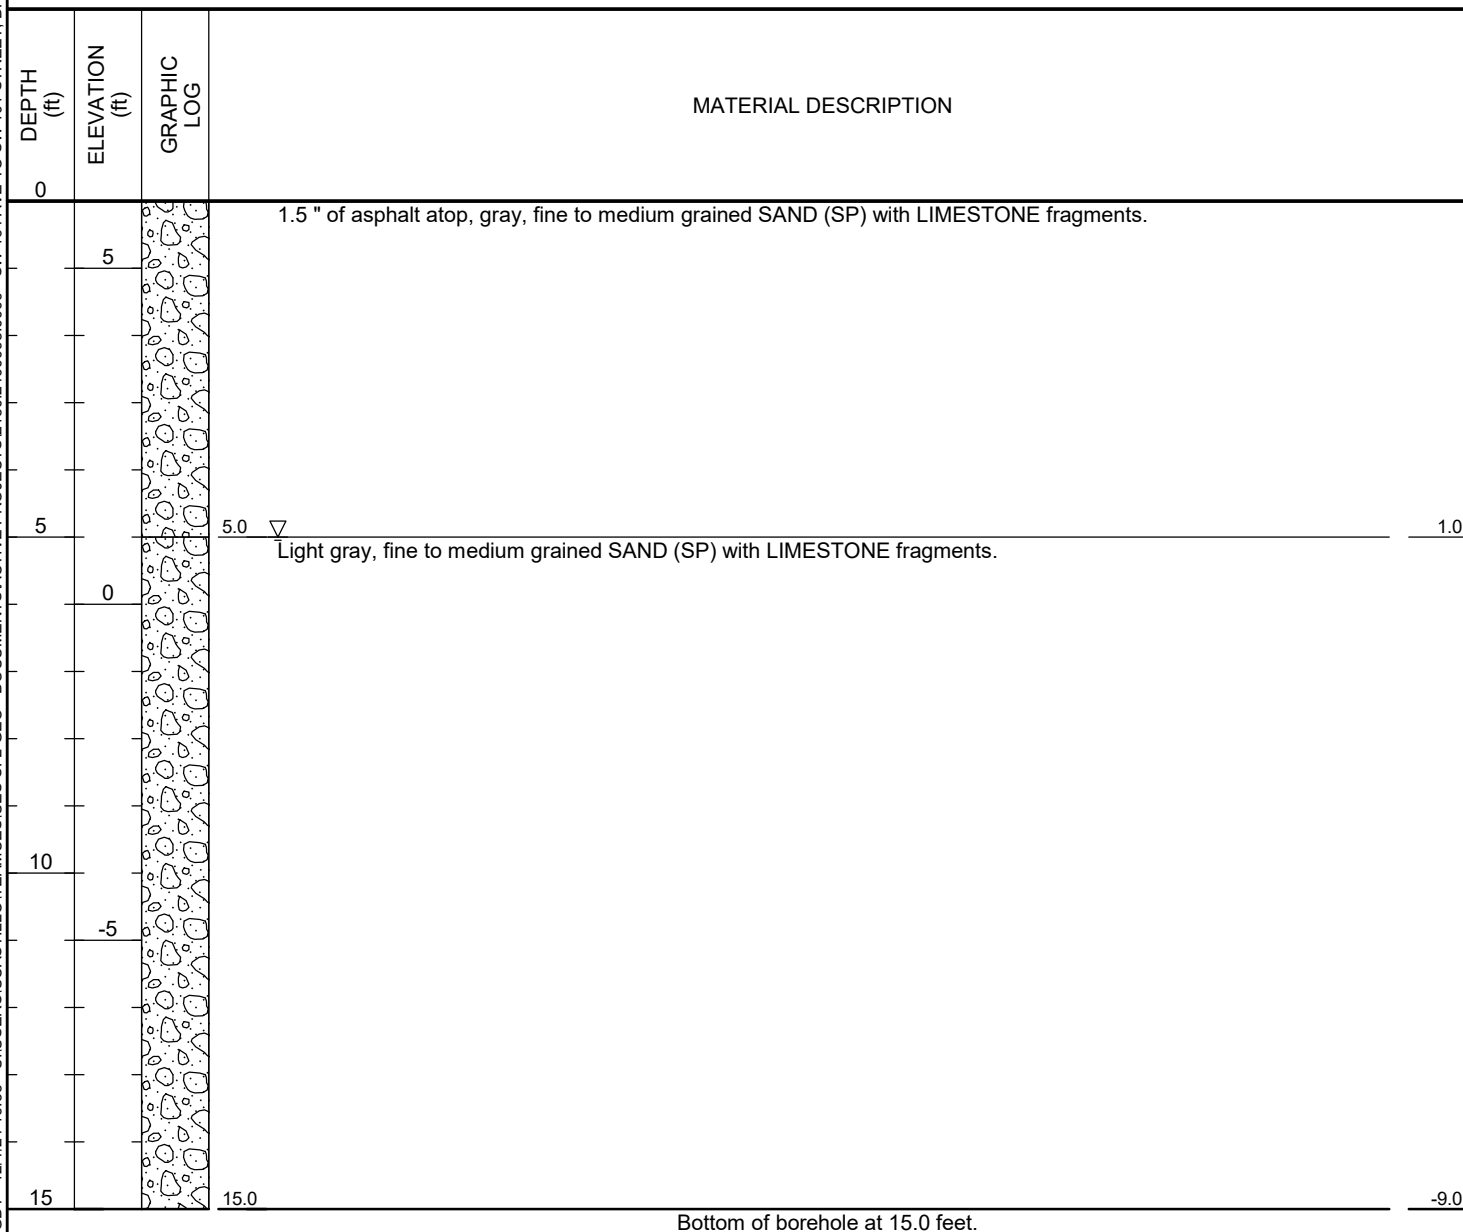 DEPTH
(ft)
ELEVATION
(ft)
GRAPHIC
LOG
MATERIAL DESCRIPTION
0
1.5 " of asphalt atop, gray, fine to medium grained SAND (SP) with LIMESTONE fragments.
5
5
5.0
1.0
Light gray, fine to medium grained SAND (SP) with LIMESTONE fragments.
0
10
-5
15
15.0
-9.0
Bottom of borehole at 15.0 feet.